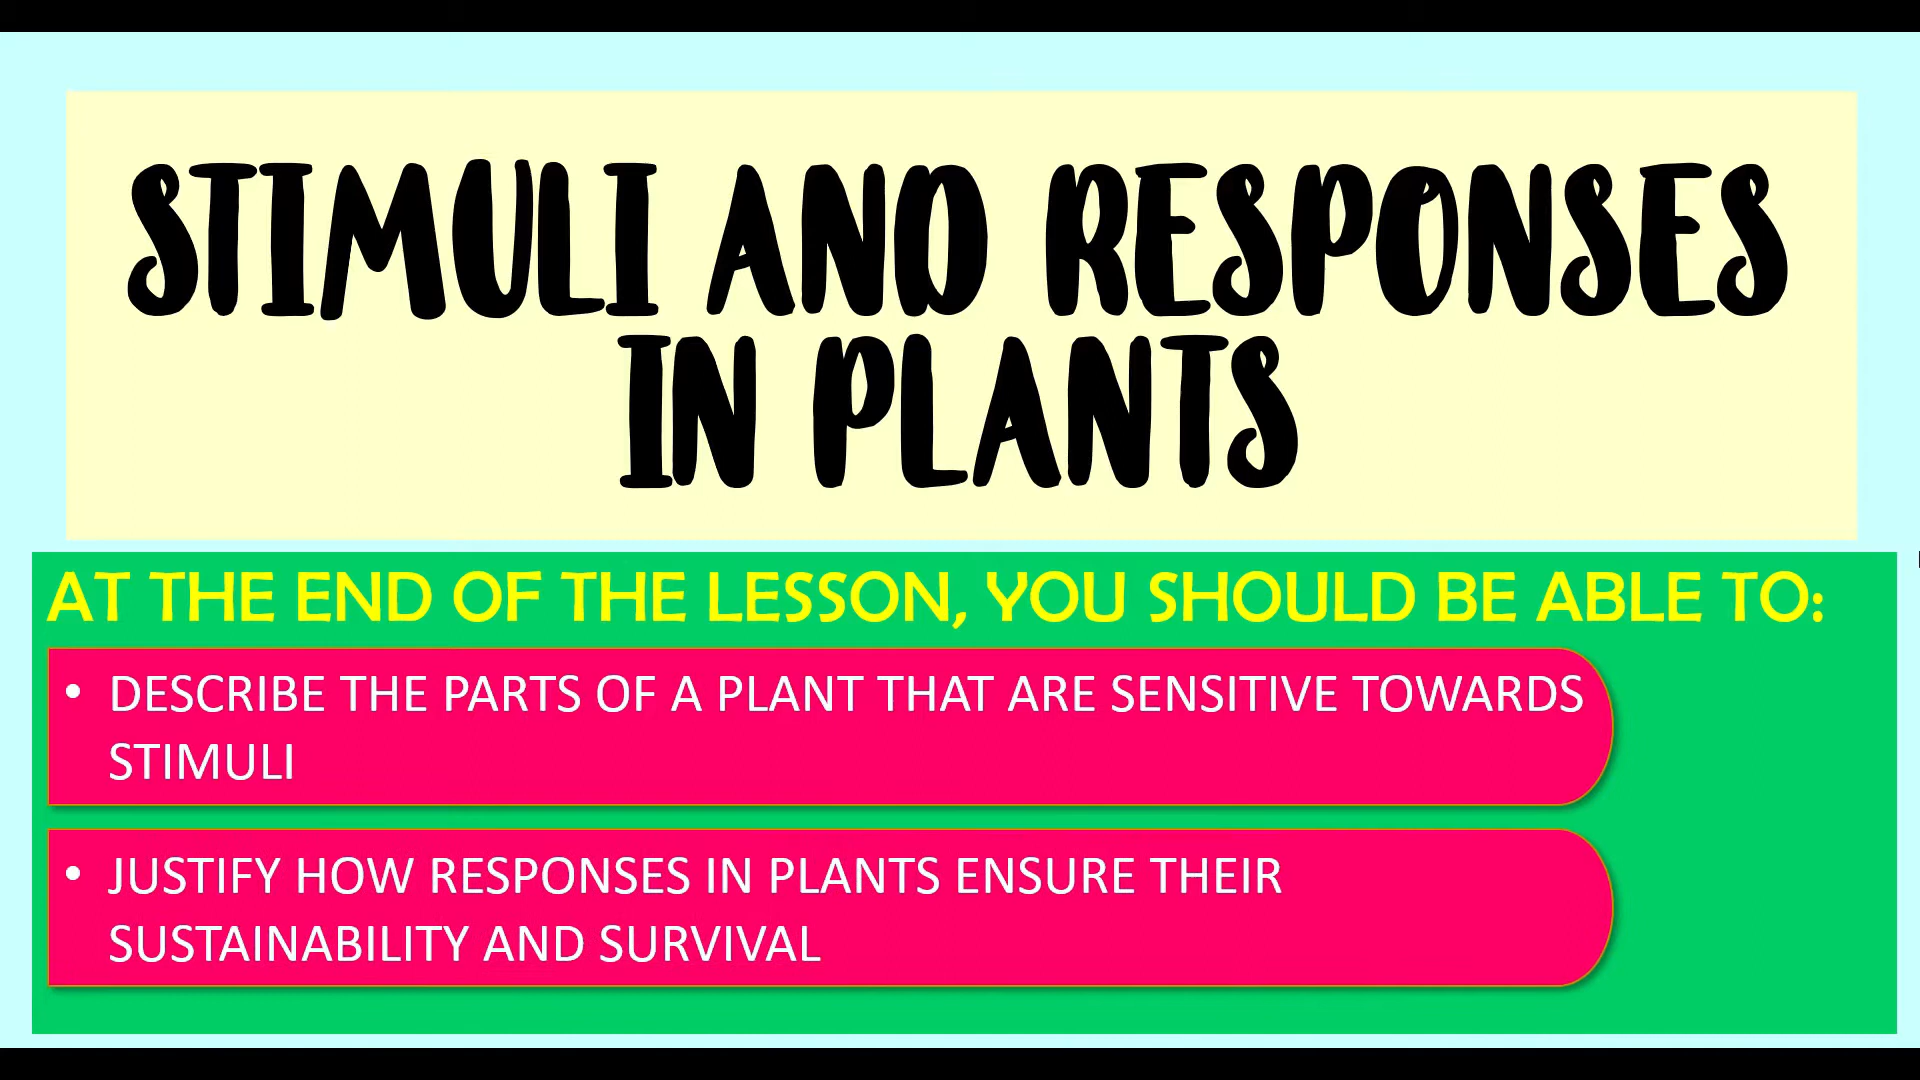 STIMULI AND RESPONSES
IN PLANTS
AT THE END OF THE LESSON, YOU SHOULD BE ABLE TO:
• DESCRIBE THE PARTS OF A PLANT THAT ARE SENSITIVE TOWARDS
STIMULI
• JUSTIFY HOW RESPONSES IN PLANTS ENSURE THEIR
SUSTAINABILITY AND SURVIVAL